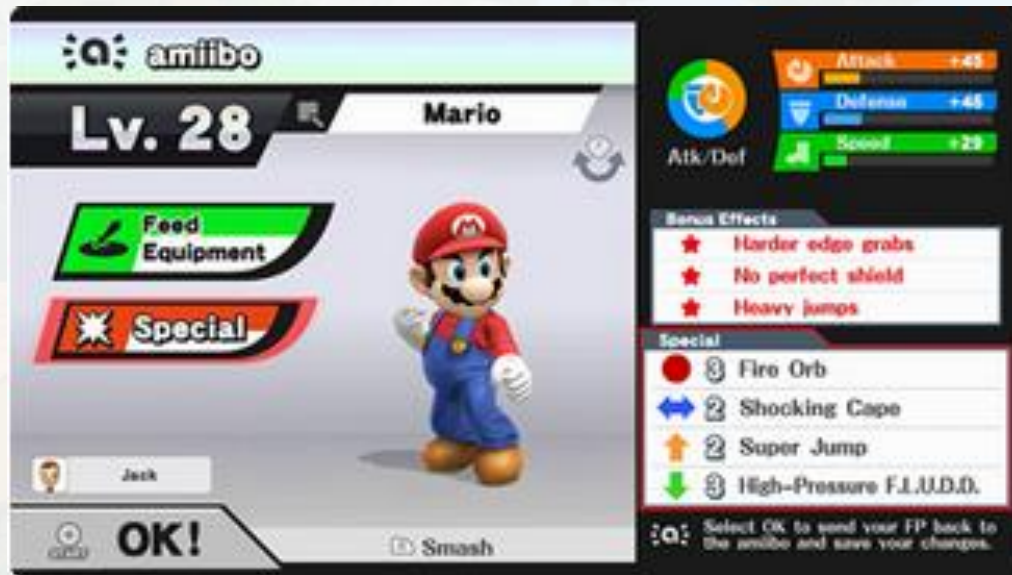 amiibo
Lv. 28
Mario
Feed
Equipment
Special
Jack
OK!
Smash
Attack +45
Defense +46
Speed +29
Atk/Def
Bonus Effects
Harder edge grabs
No perfect shield
Heavy jumps
Special
3 Fire Orb
2 Shocking Cape
2 Super Jump
3 High-Pressure F.L.U.D.D.
Select OK to send your FP back to
the amiibo and save your changes.